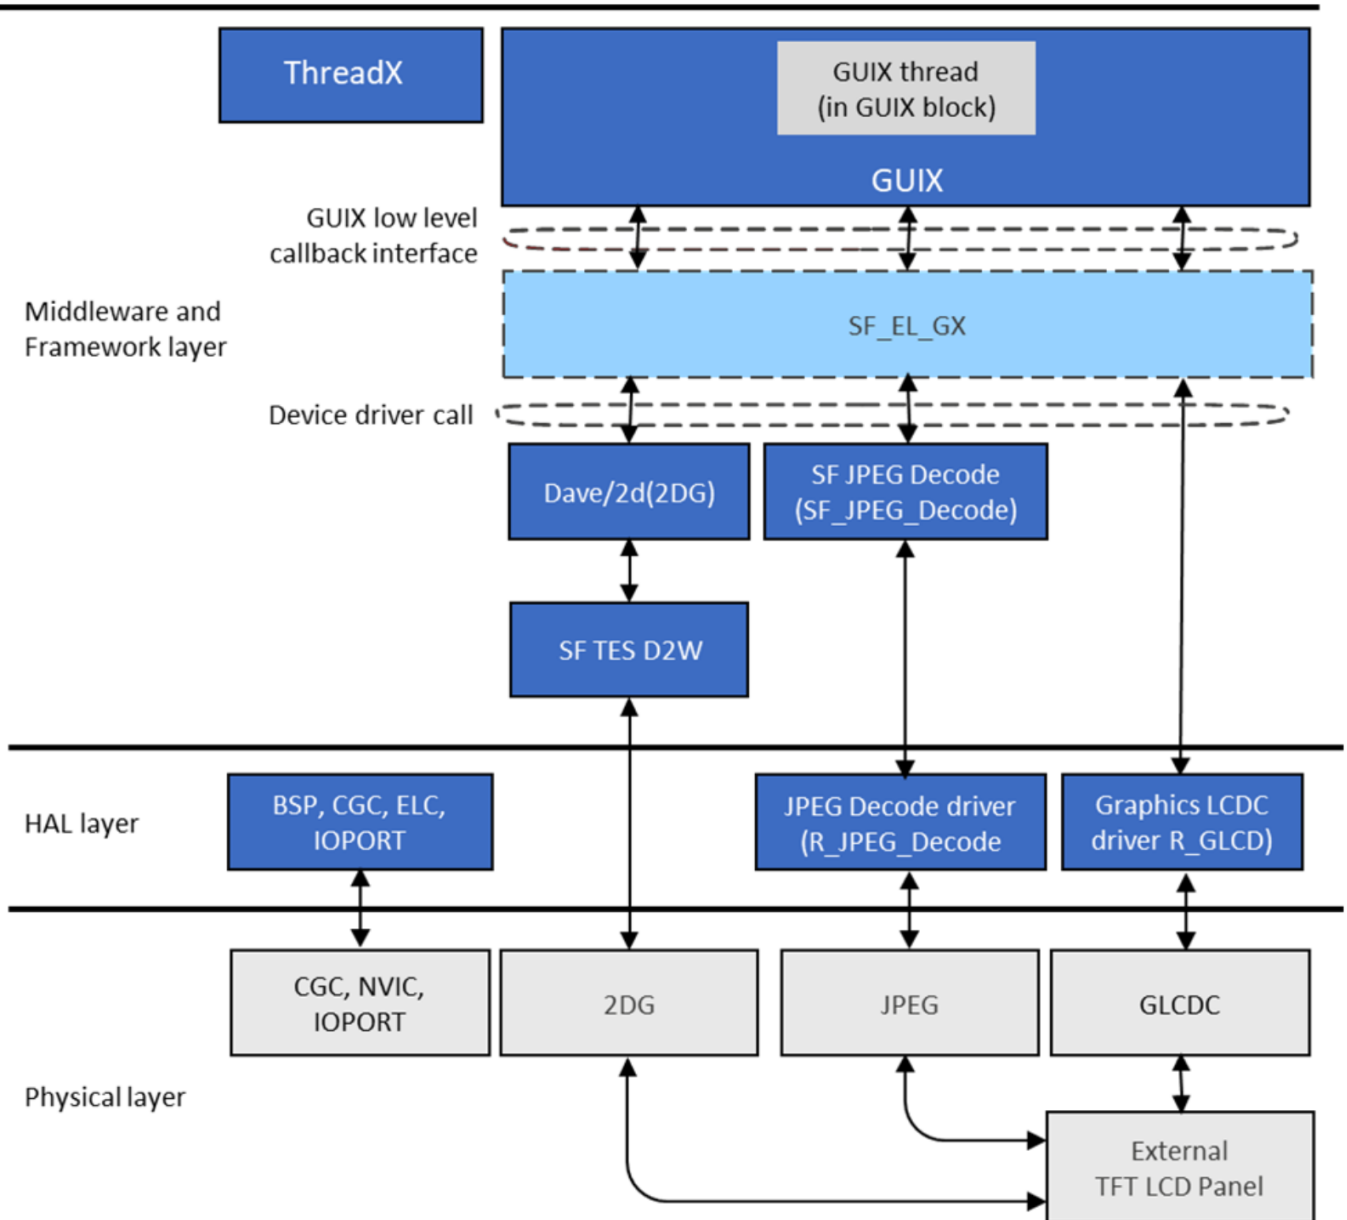 ThreadX
GUIX thread
(in GUIX block)
GUIX
GUIX low level
callback interface
Middleware and
Framework layer
SF_EL_GX
Device driver call
Dave/2d(2DG)
SF JPEG Decode
(SF_JPEG_Decode)
SF TES D2W
HAL layer
BSP, CGC, ELC,
IOPORT
JPEG Decode driver
(R_JPEG_Decode
Graphics LCDC
driver R_GLCD)
CGC, NVIC,
IOPORT
2DG
JPEG
GLCDC
Physical layer
External
TFT LCD Panel